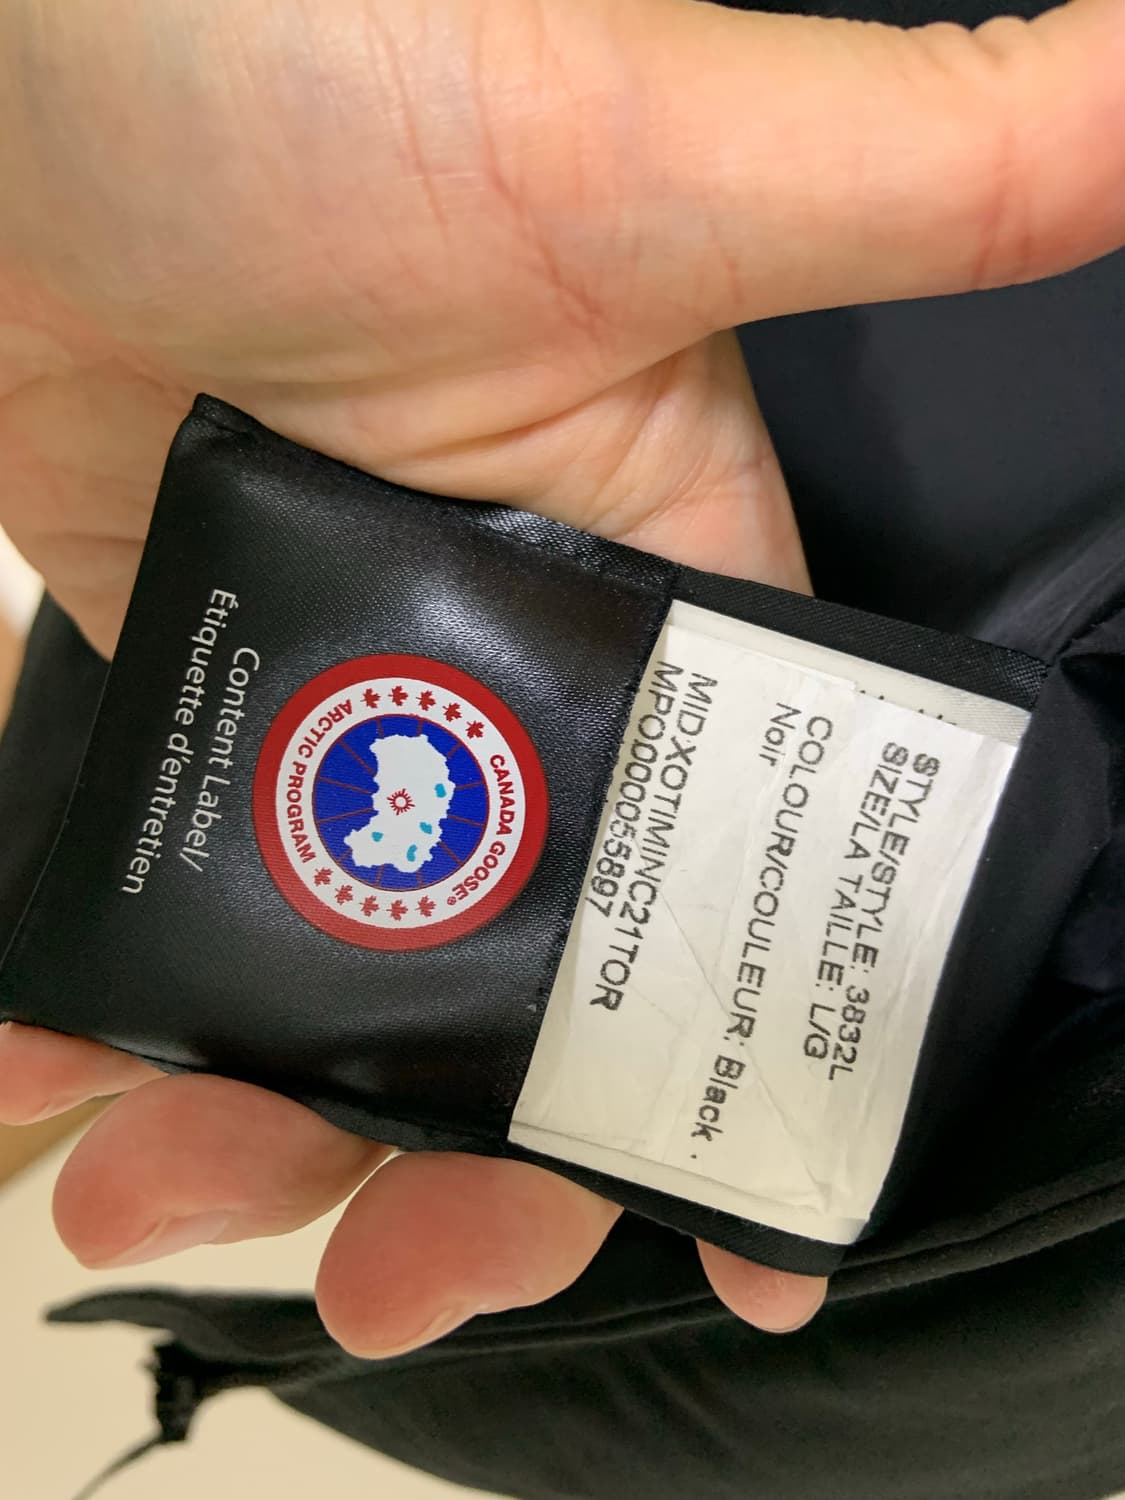 STYLE/STYLE: 3832L
SIZE/LA TAILLE: L/G
COLOUR/COULEUR: Black .
Noir
MIDXOTIMINC21TOR
MPO0000055897
CANADA GOOSE®
ARCTIC PROGRAM
Content Label/
Étiquette d'entretien